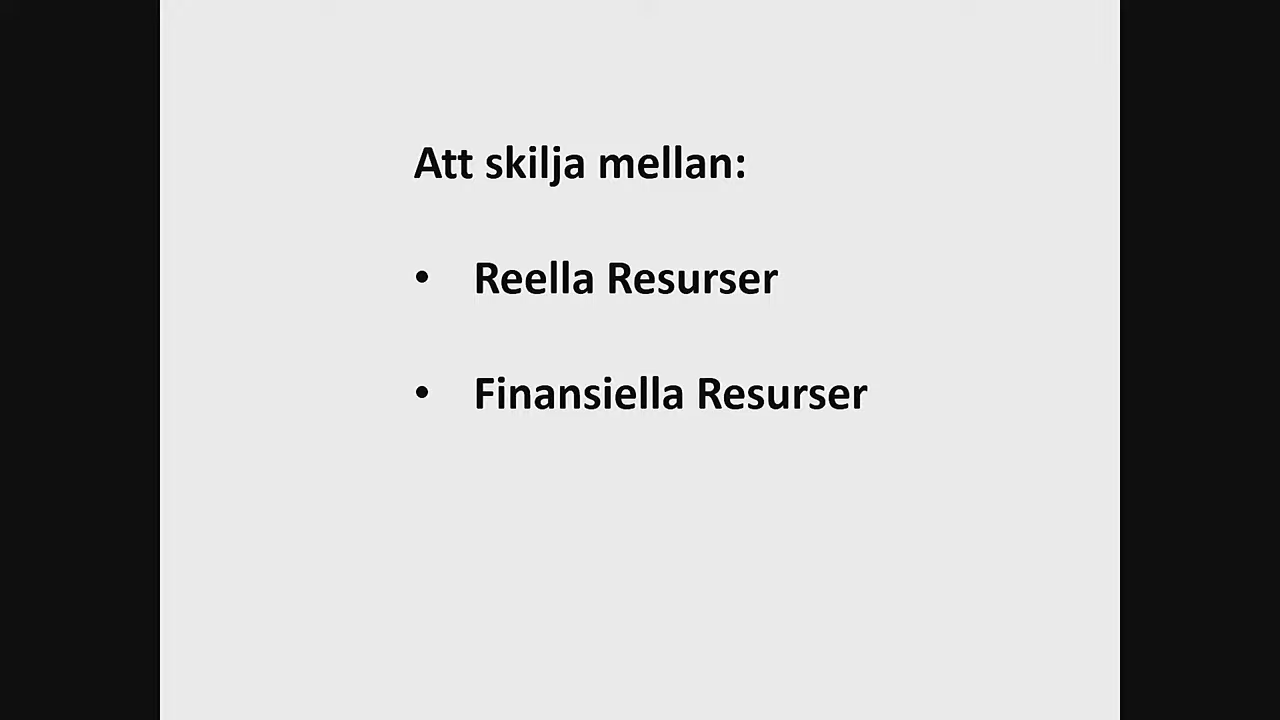 Att skilja mellan:
• Reella Resurser
• Finansiella Resurser